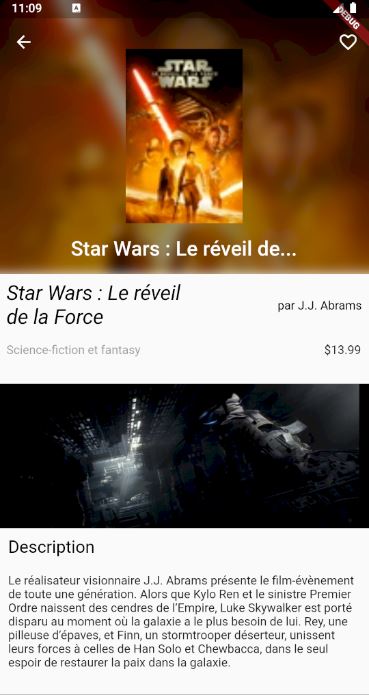 11:09
A
DEBUG
STAR
LE RÉVEIL DE LA FORCE
WARS
Star Wars : Le réveil de...
Star Wars : Le réveil
de la Force
par J.J. Abrams
Science-fiction et fantasy
$13.99
Description
Le réalisateur visionnaire J.J. Abrams présente le film-évènement
de toute une génération. Alors que Kylo Ren et le sinistre Premier
Ordre naissent des cendres de l’Empire, Luke Skywalker est porté
disparu au moment où la galaxie a le plus besoin de lui. Rey, une
pilleuse d’épaves, et Finn, un stormtrooper déserteur, unissent
leurs forces à celles de Han Solo et Chewbacca, dans le seul
espoir de restaurer la paix dans la galaxie.